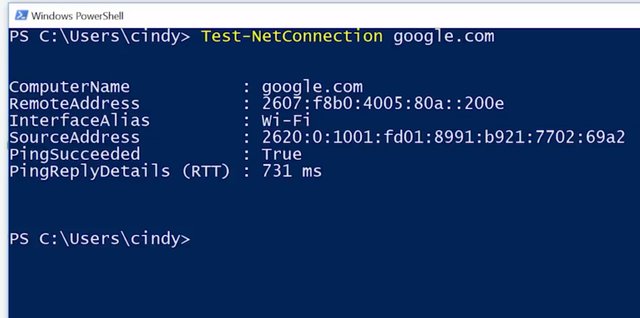 Windows PowerShell
PS C:\Users\cindy> Test-NetConnection google.com
ComputerName : google.com
RemoteAddress : 2607:f8b0:4005:80a::200e
InterfaceAlias : Wi-Fi
SourceAddress : 2620:0:1001:fd01:8991:b921:7702:69a2
PingSucceeded : True
PingReplyDetails (RTT) : 731 ms
PS C:\Users\cindy>